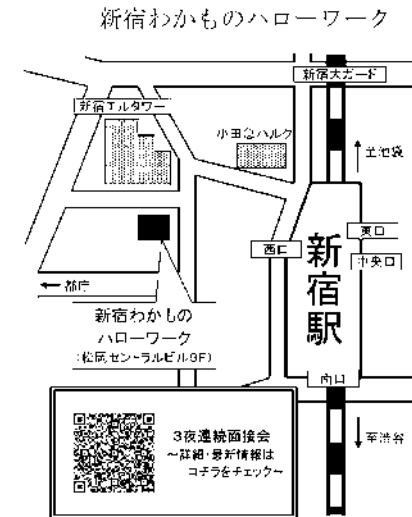 新宿わかもののハローワーク
新宿大ガード
新宿エルタワー
小田急ハルク
至池袋
東口
西口
新宿駅
中央口
都庁
新宿わかものの
ハローワーク
(松岡セントラルビル9F)
南口
3夜連続面接会
~詳細・最新情報は
コチラをチェック~
至渋谷